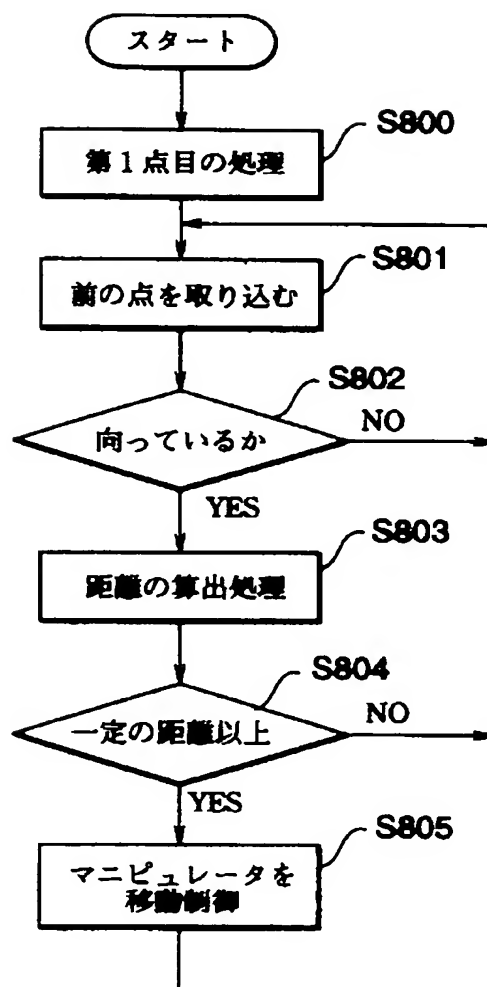 スタート
S800
第1点目の処理
S801
前の点を取り込む
S802
向っているか
NO
YES
S803
距離の算出処理
S804
一定の距離以上
NO
YES
S805
マニピュレータを
移動制御